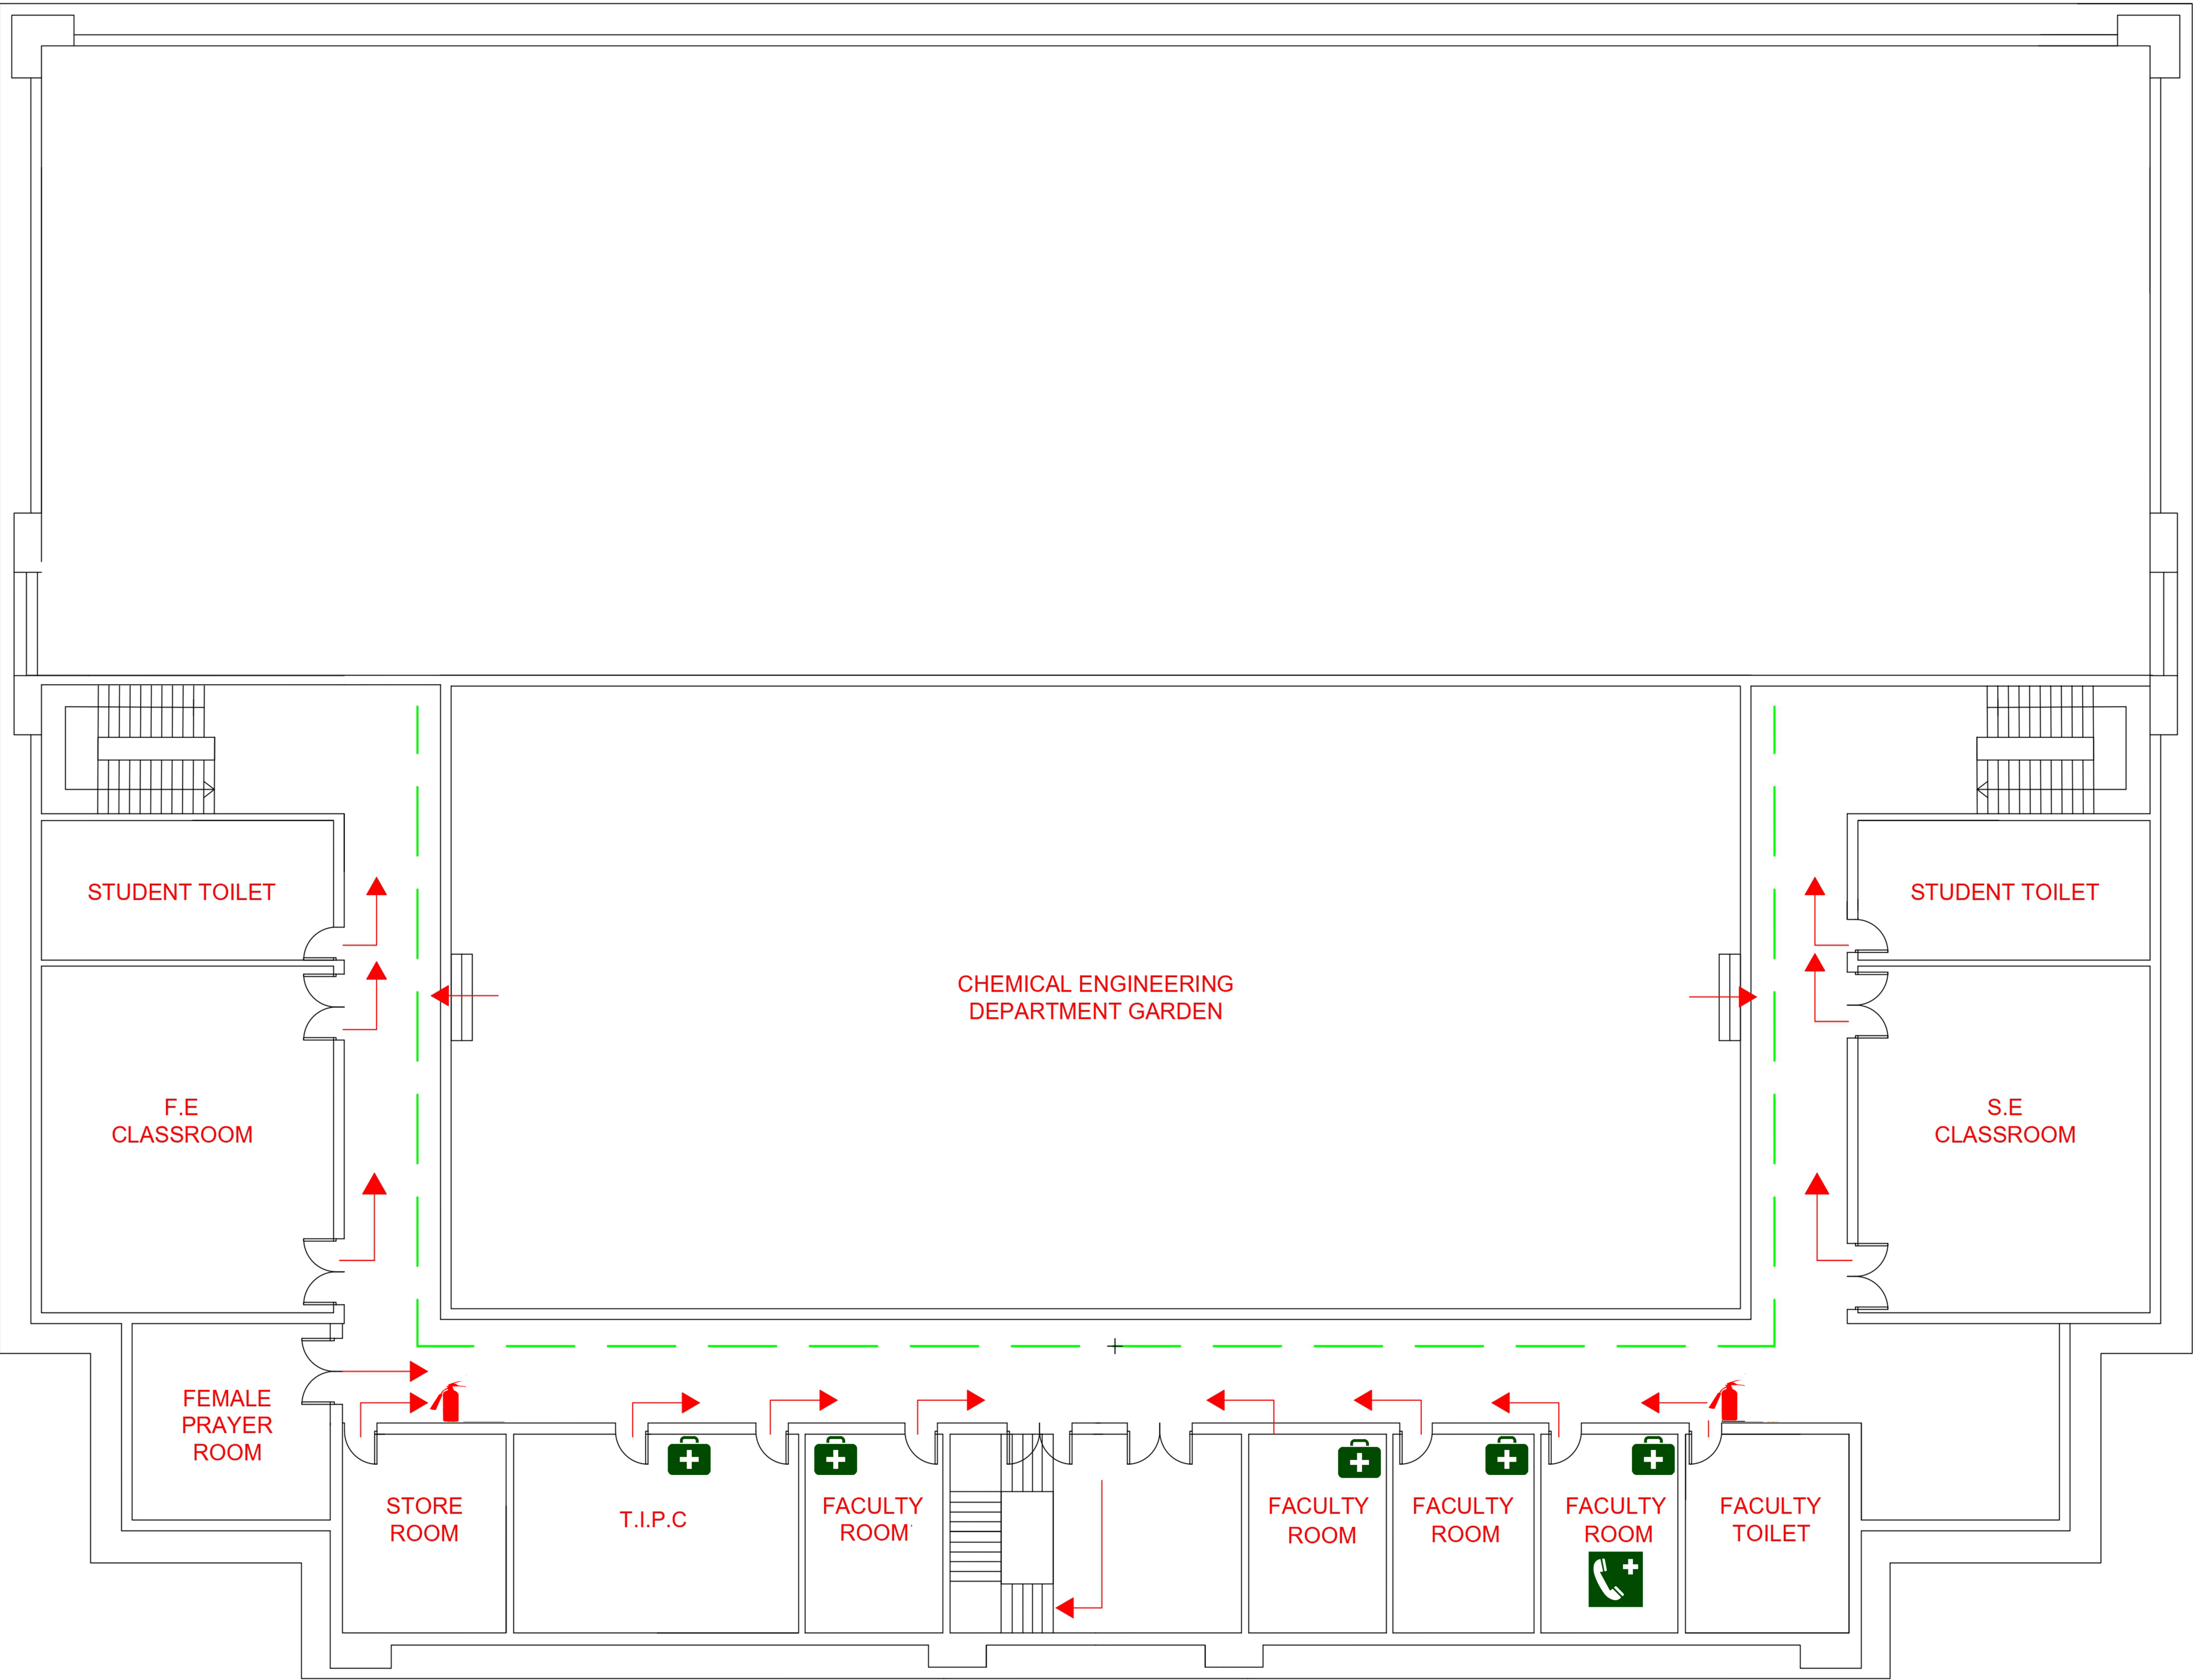 STUDENT TOILET
STUDENT TOILET
CHEMICAL ENGINEERING
DEPARTMENT GARDEN
F.E
CLASSROOM
S.E
CLASSROOM
FEMALE
PRAYER
ROOM
STORE
ROOM
T.I.P.C
FACULTY
ROOM
FACULTY
ROOM
FACULTY
ROOM
FACULTY
ROOM
FACULTY
TOILET